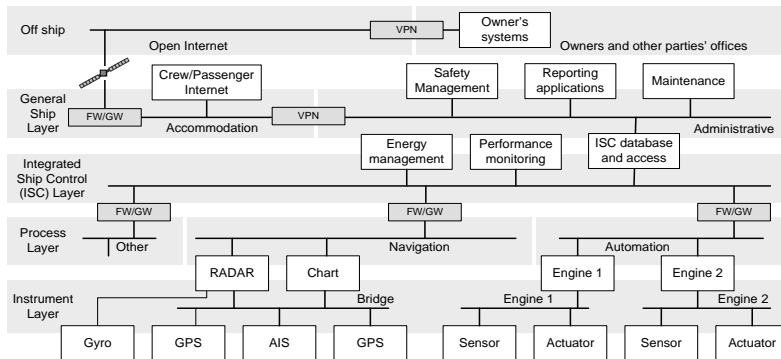 Off ship
Open Internet
VPN
Owner's
systems
Owners and other parties' offices
Crew/Passenger
Internet
Safety
Management
Reporting
applications
Maintenance
General
Ship
Layer
FW/GW
Accommodation
VPN
Administrative
Energy
management
Performance
monitoring
ISC database
and access
Integrated
Ship Control
(ISC) Layer
FW/GW
FW/GW
FW/GW
Process
Layer
Other
Navigation
Automation
RADAR
Chart
Engine 1
Engine 2
Instrument
Layer
Bridge
Engine 1
Engine 2
Gyro
GPS
AIS
GPS
Sensor
Actuator
Sensor
Actuator